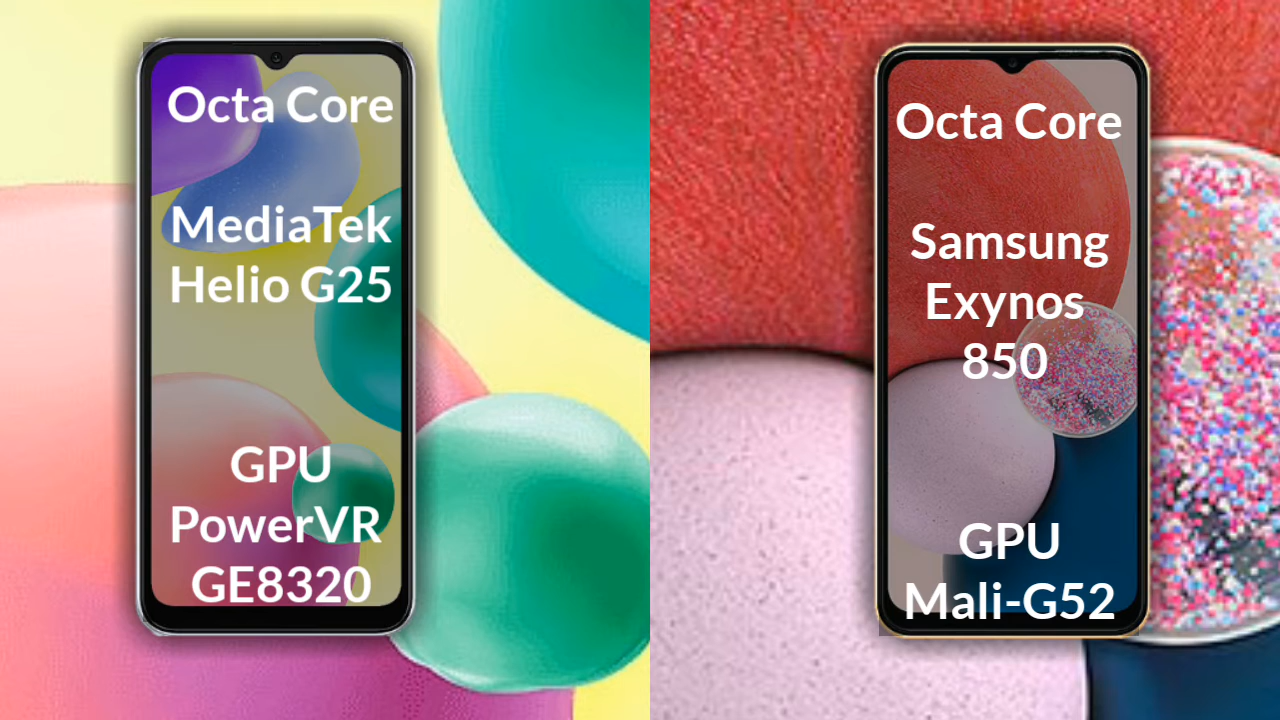 Octa Core
MediaTek
Helio G25
GPU
PowerVR
GE8320
Octa Core
Samsung
Exynos
850
GPU
Mali-G52